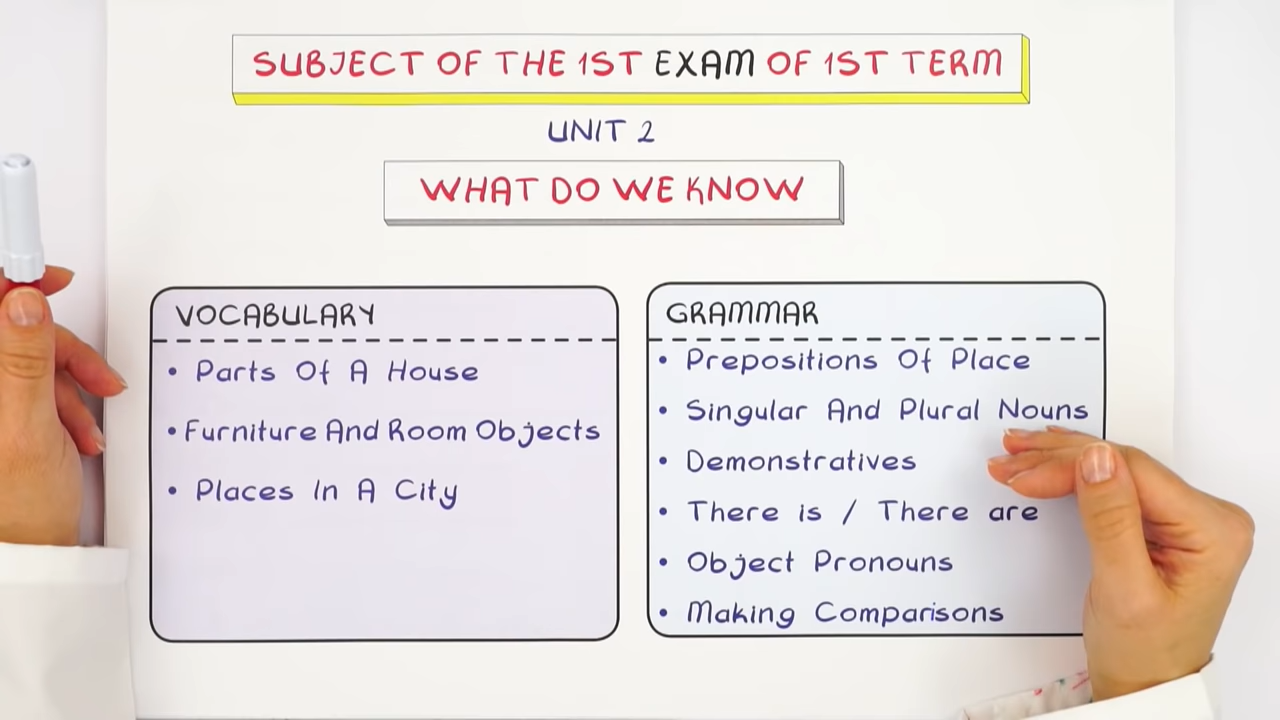 SUBJECT OF THE 1ST EXAM OF 1ST TERM
UNIT 2
WHAT DO WE KNOW
VOCABULARY
• Parts Of A House
• Furniture And Room Objects
• Places In A City
GRAMMAR
• Prepositions Of Place
• Singular And Plural Nouns
• Demonstratives
• There is / There are
• Object Pronouns
• Making Comparisons